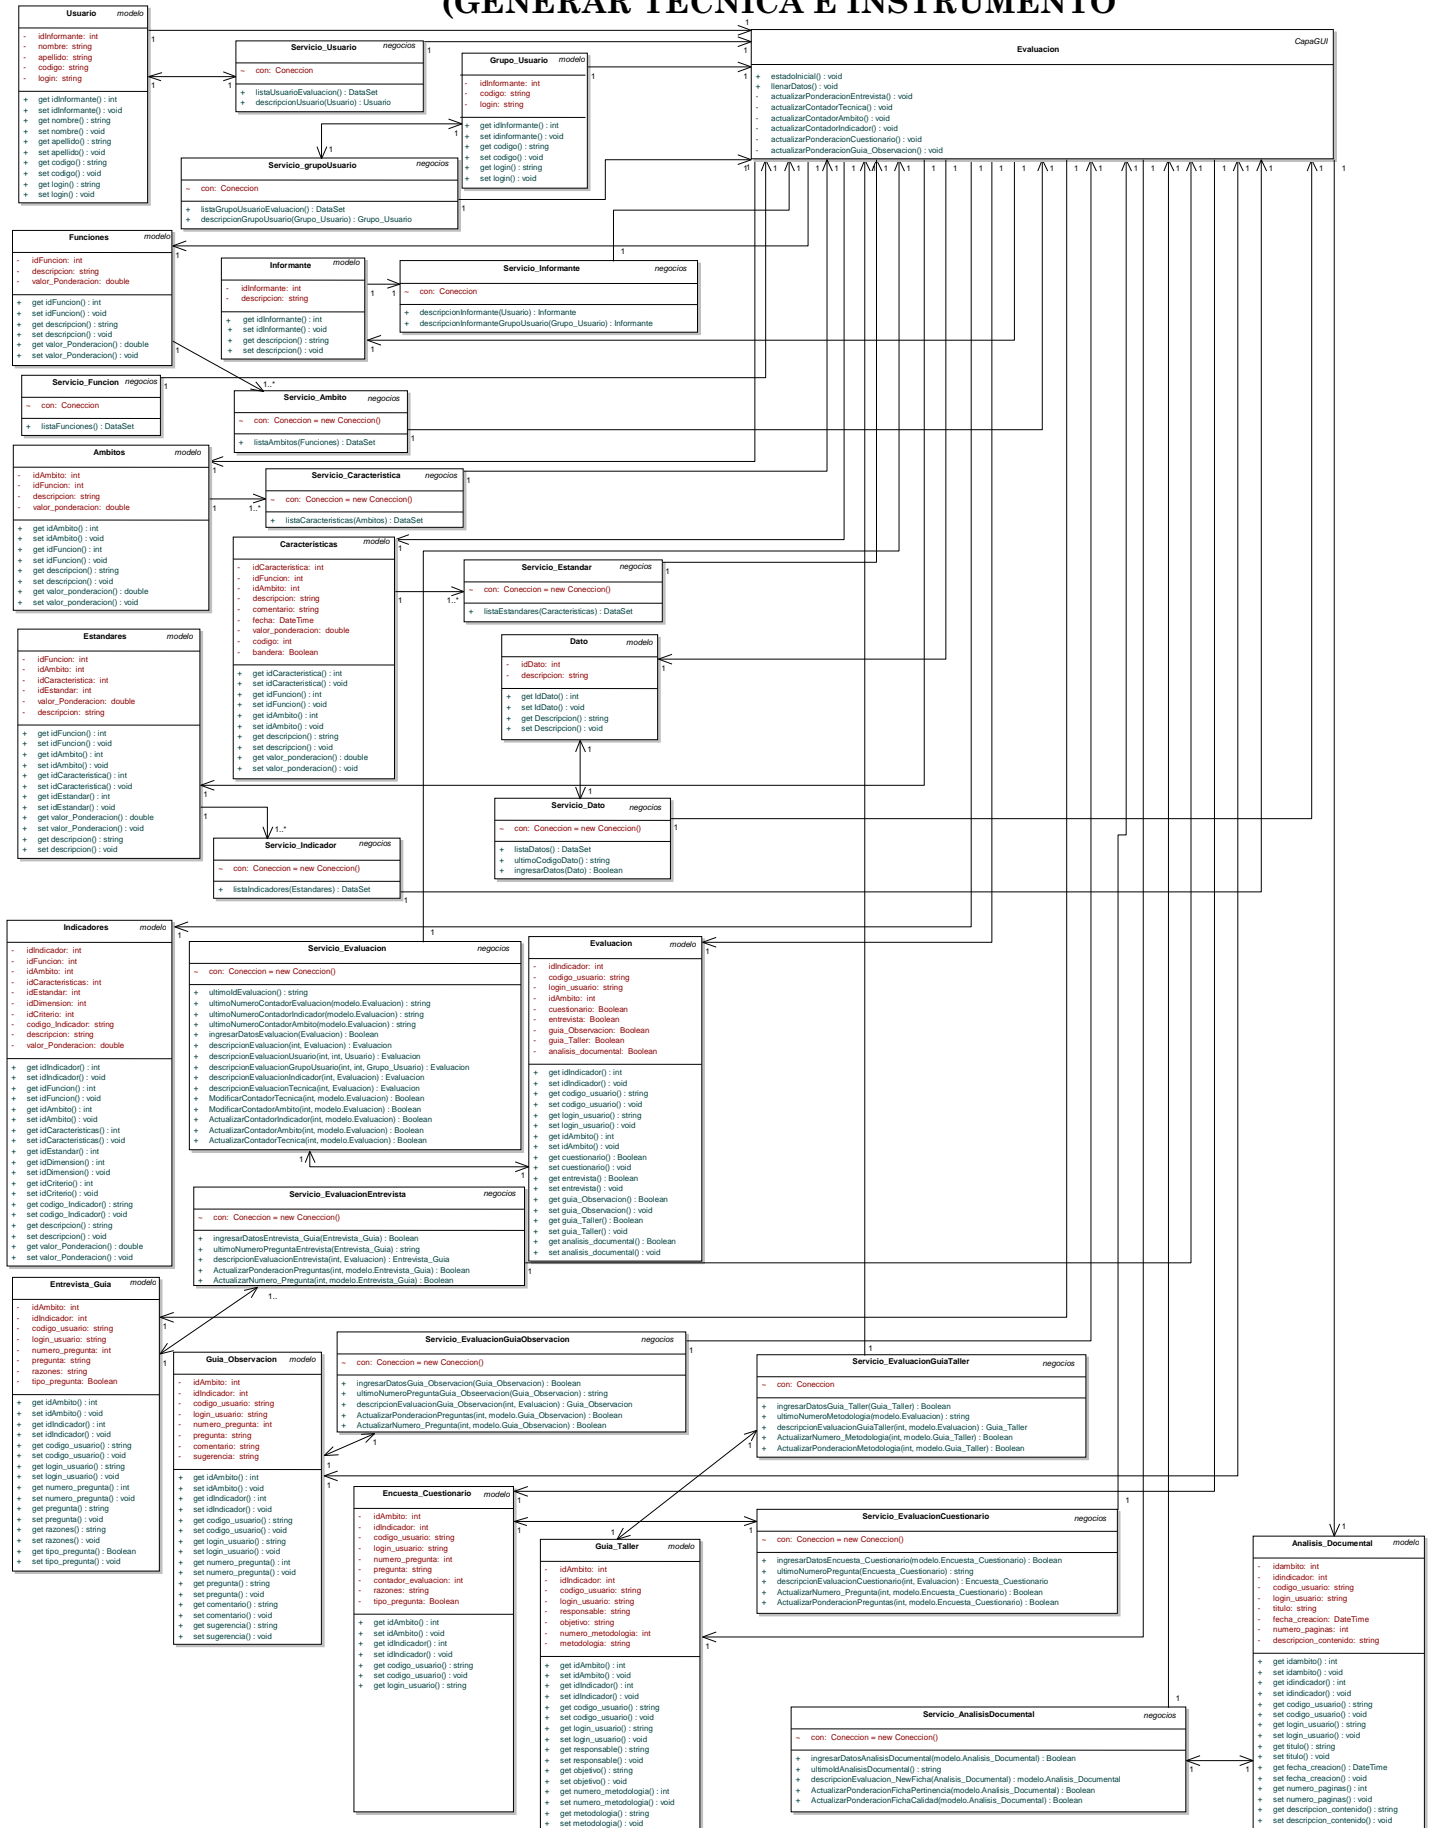 (GENERAR TECNICA E INSTRUMENTO
Usuario modelo
- idInformante: int
- nombre: string
- apellido: string
- codigo: string
- login: string
+ get idInformante() : int
+ set idInformante() : void
+ get nombre() : string
+ set nombre() : void
+ get apellido() : string
+ set apellido() : void
+ get codigo() : string
+ set codigo() : void
+ get login() : string
+ set login() : void
Servicio_Usuario negocios
~ con: Coneccion
+ listaUsuarioEvaluacion() : DataSet
+ descripcionUsuario(Usuario) : Usuario
Grupo_Usuario modelo
- idInformante: int
- codigo: string
- login: string
+ get idInformante() : int
+ set idinformante() : void
+ get codigo() : string
+ set codigo() : void
+ get login() : string
+ set login() : void
CapaGUI
Evaluacion
+ estadoInicial() : void
+ llenarDatos() : void
- actualizarPonderacionEntrevista() : void
- actualizarContadorTecnica() : void
- actualizarContadorAmbito() : void
- actualizarContadorIndicador() : void
- actualizarPonderacionCuestionario() : void
- actualizarPonderacionGuia_Observacion() : void
Servicio_grupoUsuario negocios
~ con: Coneccion
+ listaGrupoUsuarioEvaluacion() : DataSet
+ descripcionGrupoUsuario(Grupo_Usuario) : Grupo_Usuario
Funciones modelo
- idFuncion: int
- descripcion: string
- valor_Ponderacion: double
+ get idFuncion() : int
+ set idFuncion() : void
+ get descripcion() : string
+ set descripcion() : void
+ get valor_Ponderacion() : double
+ set valor_Ponderacion() : void
Informante modelo
- idInformante: int
- descripcion: string
+ get idInformante() : int
+ set idInformante() : void
+ get descripcion() : string
+ set descripcion() : void
Servicio_Informante negocios
~ con: Coneccion
+ descripcionInformante(Usuario) : Informante
+ descripcionInformanteGrupoUsuario(Grupo_Usuario) : Informante
Servicio_Funcion negocios
~ con: Coneccion
+ listaFunciones() : DataSet
1..*
Servicio_Ambito negocios
~ con: Coneccion = new Coneccion()
+ listaAmbitos(Funciones) : DataSet
Ambitos modelo
- idAmbito: int
- idFuncion: int
- descripcion: string
- valor_ponderacion: double
+ get idAmbito() : int
+ set idAmbito() : void
+ get idFuncion() : int
+ set idFuncion() : void
+ get descripcion() : string
+ set descripcion() : void
+ get valor_ponderacion() : double
+ set valor_ponderacion() : void
1..*
Servicio_Caracteristica negocios
~ con: Coneccion = new Coneccion()
+ listaCaracteristicas(Ambitos) : DataSet
Características modelo
- idCaracteristica: int
- idFuncion: int
- idAmbito: int
- descripcion: string
- comentario: string
- fecha: DateTime
- valor_ponderacion: double
- codigo: int
- bandera: Boolean
+ get idCaracteristica() : int
+ set idCaracteristica() : void
+ get idFuncion() : int
+ set idFuncion() : void
+ get idAmbito() : int
+ set idAmbito() : void
+ get descripcion() : string
+ set descripcion() : void
+ get valor_ponderacion() : double
+ set valor_ponderacion() : void
1..*
Servicio_Estandar negocios
~ con: Coneccion = new Coneccion()
+ listaEstandares(Caracteristicas) : DataSet
Estandares modelo
- idFuncion: int
- idAmbito: int
- idCaracteristica: int
- idEstandar: int
- valor_Ponderacion: double
- descripcion: string
+ get idFuncion() : int
+ set idFuncion() : void
+ get idAmbito() : int
+ set idAmbito() : void
+ get idCaracteristica() : int
+ set idCaracteristica() : void
+ get idEstandar() : int
+ set idEstandar() : void
+ get valor_Ponderacion() : double
+ set valor_Ponderacion() : void
+ get descripcion() : string
+ set descripcion() : void
Dato modelo
- idDato: int
- descripcion: string
+ get IdDato() : int
+ set IdDato() : void
+ get Descripcion() : string
+ set Descripcion() : void
Servicio_Dato negocios
~ con: Coneccion = new Coneccion()
+ listaDatos() : DataSet
+ ultimoCodigoDato() : string
+ ingresarDatos(Dato) : Boolean
1..*
Servicio_Indicador negocios
~ con: Coneccion = new Coneccion()
+ listaIndicadores(Estandares) : DataSet
Indicadores modelo
- idIndicador: int
- idFuncion: int
- idAmbito: int
- idCaracteristicas: int
- idEstandar: int
- idDimension: int
- idCriterio: int
- codigo_Indicador: string
- descripcion: string
- valor_Ponderacion: double
+ get idIndicador() : int
+ set idIndicador() : void
+ get idFuncion() : int
+ set idFuncion() : void
+ get idAmbito() : int
+ set idAmbito() : void
+ get idCaracteristicas() : int
+ set idCaracteristicas() : void
+ get idEstandar() : int
+ get idDimension() : int
+ set idDimension() : void
+ get idCriterio() : int
+ set idCriterio() : void
+ get codigo_Indicador() : string
+ set codigo_Indicador() : void
+ get descripcion() : string
+ set descripcion() : void
+ get valor_Ponderacion() : double
+ set valor_Ponderacion() : void
Servicio_Evaluacion negocios
~ con: Coneccion = new Coneccion()
+ ultimoIdEvaluacion() : string
+ ultimoNumeroContadorEvaluacion(modelo.Evaluacion) : string
+ ultimoNumeroContadorIndicador(modelo.Evaluacion) : string
+ ultimoNumeroContadorAmbito(modelo.Evaluacion) : string
+ ingresarDatosEvaluacion(Evaluacion) : Boolean
+ descripcionEvaluacion(int, Evaluacion) : Evaluacion
+ descripcionEvaluacionUsuario(int, int, Usuario) : Evaluacion
+ descripcionEvaluacionGrupoUsuario(int, int, Grupo_Usuario) : Evaluacion
+ descripcionEvaluacionIndicador(int, Evaluacion) : Evaluacion
+ descripcionEvaluacionTecnica(int, Evaluacion) : Evaluacion
+ ModificarContadorTecnica(int, modelo.Evaluacion) : Boolean
+ ModificarContadorAmbito(int, modelo.Evaluacion) : Boolean
+ ActualizarContadorIndicador(int, modelo.Evaluacion) : Boolean
+ ActualizarContadorAmbito(int, modelo.Evaluacion) : Boolean
+ ActualizarContadorTecnica(int, modelo.Evaluacion) : Boolean
Evaluacion modelo
- idIndicador: int
- codigo_usuario: string
- login_usuario: string
- idAmbito: int
- cuestionario: Boolean
- entrevista: Boolean
- guia_Observacion: Boolean
- guia_Taller: Boolean
- analisis_documental: Boolean
+ get idIndicador() : int
+ set idIndicador() : void
+ get codigo_usuario() : string
+ set codigo_usuario() : void
+ get login_usuario() : string
+ set login_usuario() : void
+ get idAmbito() : int
+ set idAmbito() : void
+ get cuestionario() : Boolean
+ set cuestionario() : void
+ get entrevista() : Boolean
+ set entrevista() : void
+ get guia_Observacion() : Boolean
+ set guia_Observacion() : void
+ get guia_Taller() : Boolean
+ set guia_Taller() : void
+ get analisis_documental() : Boolean
+ set analisis_documental() : void
Servicio_EvaluacionEntrevista negocios
~ con: Coneccion = new Coneccion()
+ ingresarDatosEntrevista_Guia(Entrevista_Guia) : Boolean
+ ultimoNumeroPreguntaEntrevista(Entrevista_Guia) : string
+ descripcionEvaluacionEntrevista(int, Evaluacion) : Entrevista_Guia
+ ActualizarPonderacionPreguntas(int, modelo.Entrevista_Guia) : Boolean
+ ActualizarNumero_Pregunta(int, modelo.Entrevista_Guia) : Boolean
1..
Entrevista_Guia modelo
- idAmbito: int
- idIndicador: int
- codigo_usuario: string
- login_usuario: string
- numero_pregunta: int
- pregunta: string
- razones: string
- tipo_pregunta: Boolean
+ get idAmbito() : int
+ set idAmbito() : void
+ get idIndicador() : int
+ set idIndicador() : void
+ get codigo_usuario() : string
+ set codigo_usuario() : void
+ get login_usuario() : string
+ set login_usuario() : void
+ get numero_pregunta() : int
+ set numero_pregunta() : void
+ get pregunta() : string
+ set pregunta() : void
+ get razones() : string
+ set razones() : void
+ get tipo_pregunta() : Boolean
+ set tipo_pregunta() : void
Guia_Observacion modelo
- idAmbito: int
- idIndicador: int
- codigo_usuario: string
- login_usuario: string
- numero_pregunta: int
- pregunta: string
- comentario: string
- sugerencia: string
+ get idAmbito() : int
+ set idAmbito() : void
+ get idIndicador() : int
+ set idIndicador() : void
+ get codigo_usuario() : string
+ set codigo_usuario() : void
+ get login_usuario() : string
+ set login_usuario() : void
+ get numero_pregunta() : int
+ set numero_pregunta() : void
+ get pregunta() : string
+ set pregunta() : void
+ get comentario() : string
+ set comentario() : void
+ get sugerencia() : string
+ set sugerencia() : void
Servicio_EvaluacionGuiaObservacion negocios
~ con: Coneccion = new Coneccion()
+ ingresarDatosGuia_Observacion(Guia_Observacion) : Boolean
+ ultimoNumeroPreguntaGuia_Obseervacion(Guia_Observacion) : string
+ descripcionEvaluacionGuia_Observacion(int, Evaluacion) : Guia_Observacion
+ ActualizarPonderacionPreguntas(int, modelo.Guia_Observacion) : Boolean
+ ActualizarNumero_Pregunta(int, modelo.Guia_Observacion) : Boolean
Servicio_EvaluacionGuiaTaller negocios
~ con: Coneccion
+ ingresarDatosGuia_Taller(Guia_Taller) : Boolean
+ ultimoNumeroMetodologia(modelo.Evaluacion) : string
+ descripcionEvaluacionGuiaTaller(int, modelo.Evaluacion) : Guia_Taller
+ ActualizarNumero_Metodologia(int, modelo.Guia_Taller) : Boolean
+ ActualizarPonderacionMetodologia(int, modelo.Guia_Taller) : Boolean
Encuesta_Cuestionario modelo
- idAmbito: int
- idIndicador: int
- codigo_usuario: string
- login_usuario: string
- numero_pregunta: int
- pregunta: string
- contador_evaluacion: int
- razones: string
- tipo_pregunta: Boolean
+ get idAmbito() : int
+ set idAmbito() : void
+ get idIndicador() : int
+ set idIndicador() : void
+ get codigo_usuario() : string
+ set codigo_usuario() : void
+ get login_usuario() : string
Servicio_EvaluacionCuestionario negocios
~ con: Coneccion = new Coneccion()
+ ingresarDatosEncuesta_Cuestionario(modelo.Encuesta_Cuestionario) : Boolean
+ ultimoNumeroPregunta(Encuesta_Cuestionario) : string
+ descripcionEvaluacionCuestionario(int, Evaluacion) : Encuesta_Cuestionario
+ ActualizarNumero_Pregunta(int, modelo.Encuesta_Cuestionario) : Boolean
+ ActualizarPonderacionPreguntas(int, modelo.Encuesta_Cuestionario) : Boolean
Guia_Taller modelo
- idAmbito: int
- idIndicador: int
- codigo_usuario: string
- login_usuario: string
- responsable: string
- objetivo: string
- numero_metodologia: int
- metodologia: string
+ get idAmbito() : int
+ set idAmbito() : void
+ get idIndicador() : int
+ set idIndicador() : void
+ get codigo_usuario() : string
+ set codigo_usuario() : void
+ get login_usuario() : string
+ set login_usuario() : void
+ get responsable() : string
+ set responsable() : void
+ get objetivo() : string
+ set objetivo() : void
+ get numero_metodologia() : int
+ set numero_metodologia() : void
+ get metodologia() : string
+ set metodologia() : void
Analisis_Documental modelo
- idambito: int
- idindicador: int
- codigo_usuario: string
- login_usuario: string
- titulo: string
- fecha_creacion: DateTime
- numero_paginas: int
- descripcion_contenido: string
+ get idambito() : int
+ set idambito() : void
+ get idindicador() : int
+ set idindicador() : void
+ get codigo_usuario() : string
+ set codigo_usuario() : void
+ get login_usuario() : string
+ set login_usuario() : void
+ get titulo() : string
+ set titulo() : void
+ get fecha_creacion() : DateTime
+ set fecha_creacion() : void
+ get numero_paginas() : int
+ set numero_paginas() : void
+ get descripcion_contenido() : string
+ set descripcion_contenido() : void
Servicio_AnalisisDocumental negocios
~ con: Coneccion = new Coneccion()
+ ingresarDatosAnalisisDocumental(modelo.Analisis_Documental) : Boolean
+ ultimoIdAnalisisDocumental() : string
+ descripcionEvaluacion_NewFicha(Analisis_Documental) : modelo.Analisis_Documental
+ ActualizarPonderacionFichaPertinencia(modelo.Analisis_Documental) : Boolean
+ ActualizarPonderacionFichaCalidad(modelo.Analisis_Documental) : Boolean